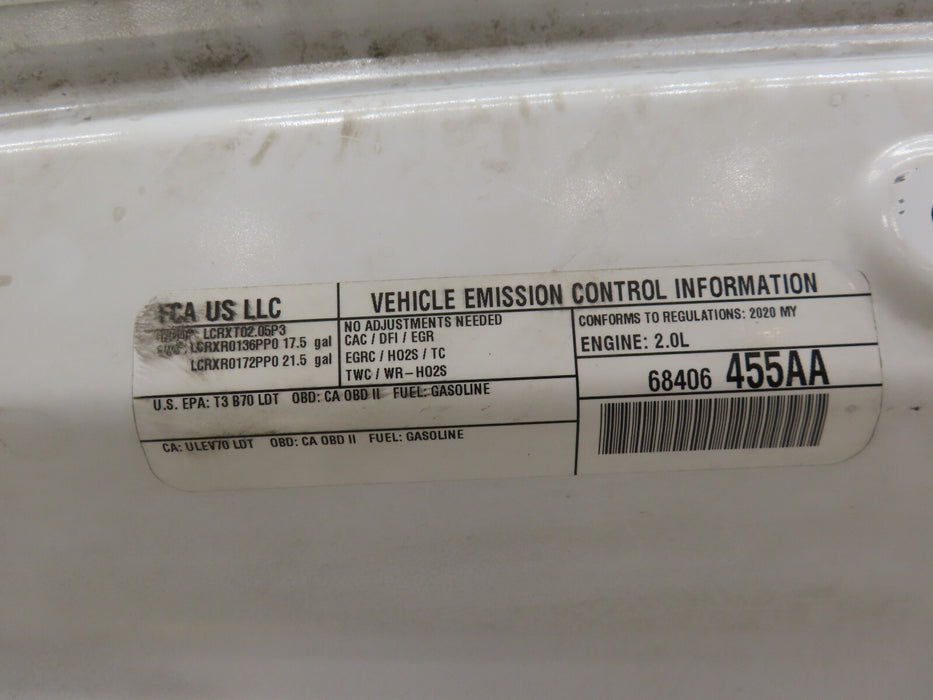 FCA US LLC
LCRXT02.05P3
LCRXR0136PP0 17.5 gal
LCRXR0172PP0 21.5 gal
VEHICLE EMISSION CONTROL INFORMATION
NO ADJUSTMENTS NEEDED
CAC / DFI / EGR
EGRC / HO2S / TC
TWC / WR-HO2S
CONFORMS TO REGULATIONS: 2020 MY
ENGINE: 2.0L
68406 455AA
U.S. EPA: T3 B70 LDT OBD: CA OBD II FUEL: GASOLINE
CA: ULEV70 LDT OBD: CA OBD II FUEL: GASOLINE